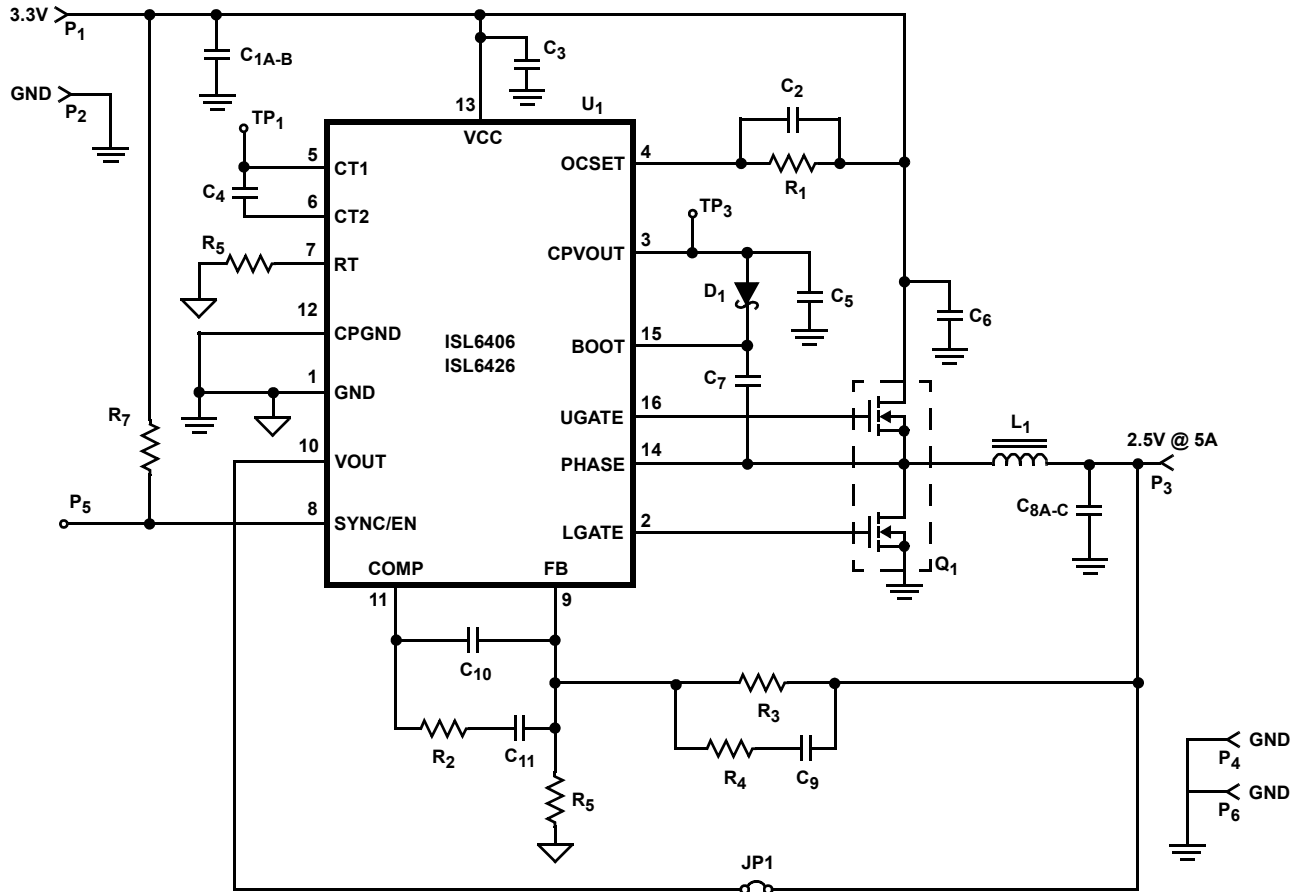 3.3V
P1
C1A-B
C3
GND
P2
TP1
13
U1
C2
VCC
5
CT1
OCSET
4
R1
C4
6
CT2
TP3
R5
7
RT
CPVOUT
3
D1
C5
12
CPGND
ISL6406
ISL6426
BOOT
15
C6
1
GND
C7
R7
UGATE
16
L1
10
VOUT
PHASE
14
2.5V @ 5A
P3
P5
8
SYNC/EN
LGATE
2
C8A-C
COMP
FB
Q1
11
9
C10
R3
R2
C11
R4
C9
GND
P4
R5
GND
P6
JP1